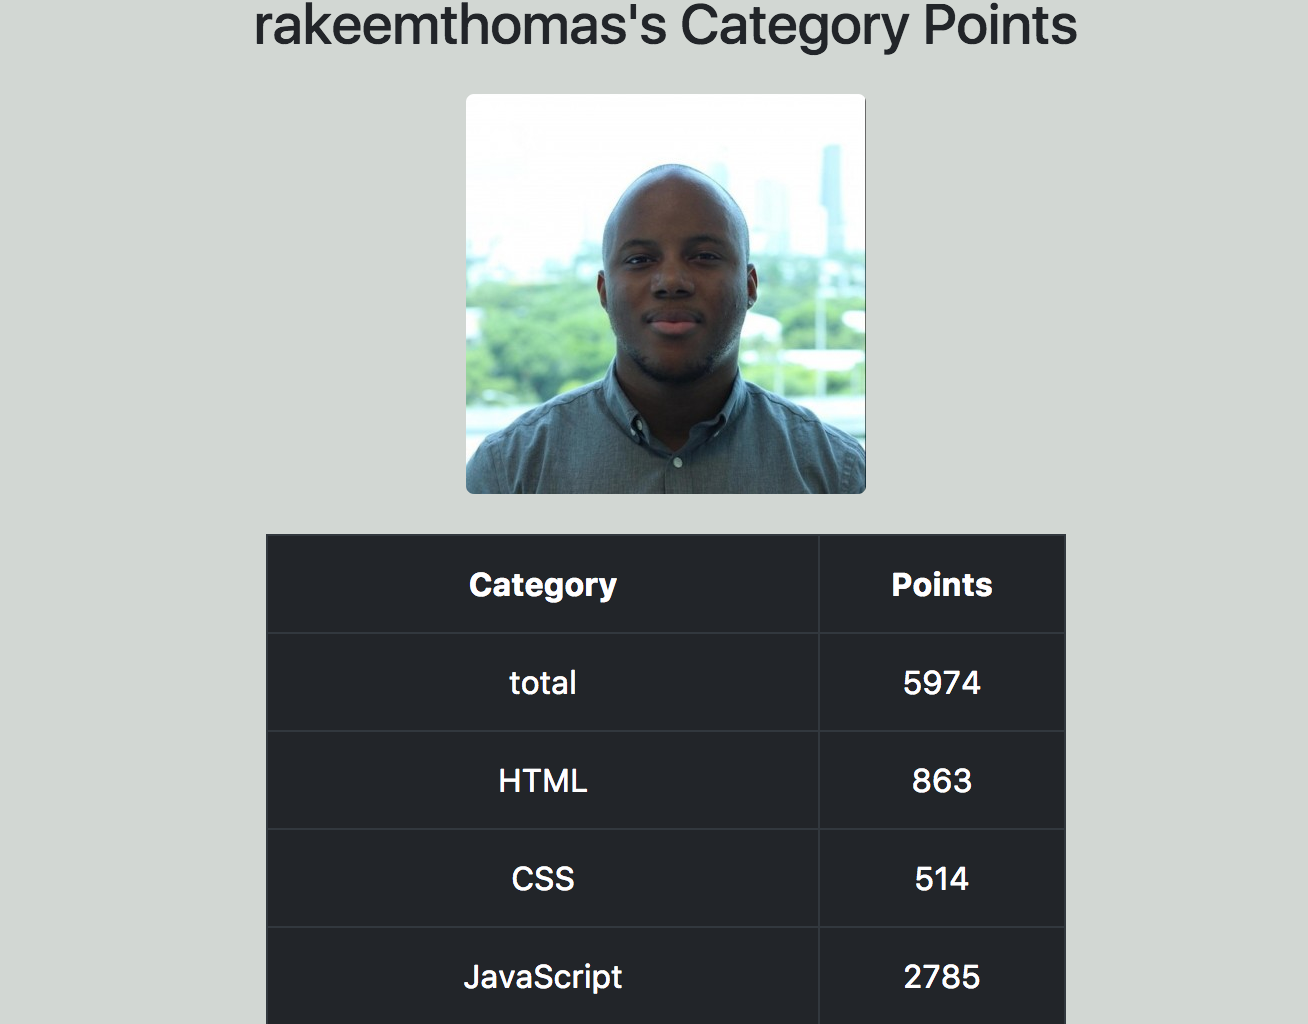 rakeemthomas's Category Points
Category Points
total 5974
HTML 863
CSS 514
JavaScript 2785